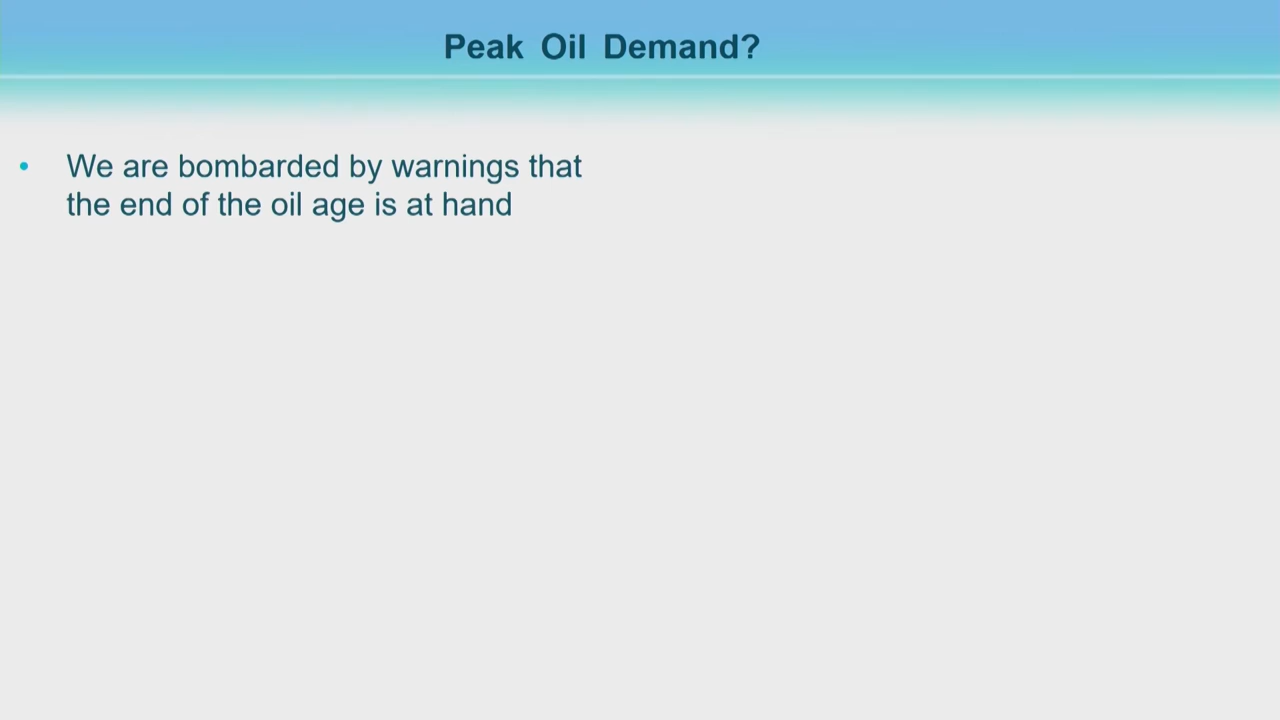 Peak Oil Demand?
• We are bombarded by warnings that
the end of the oil age is at hand